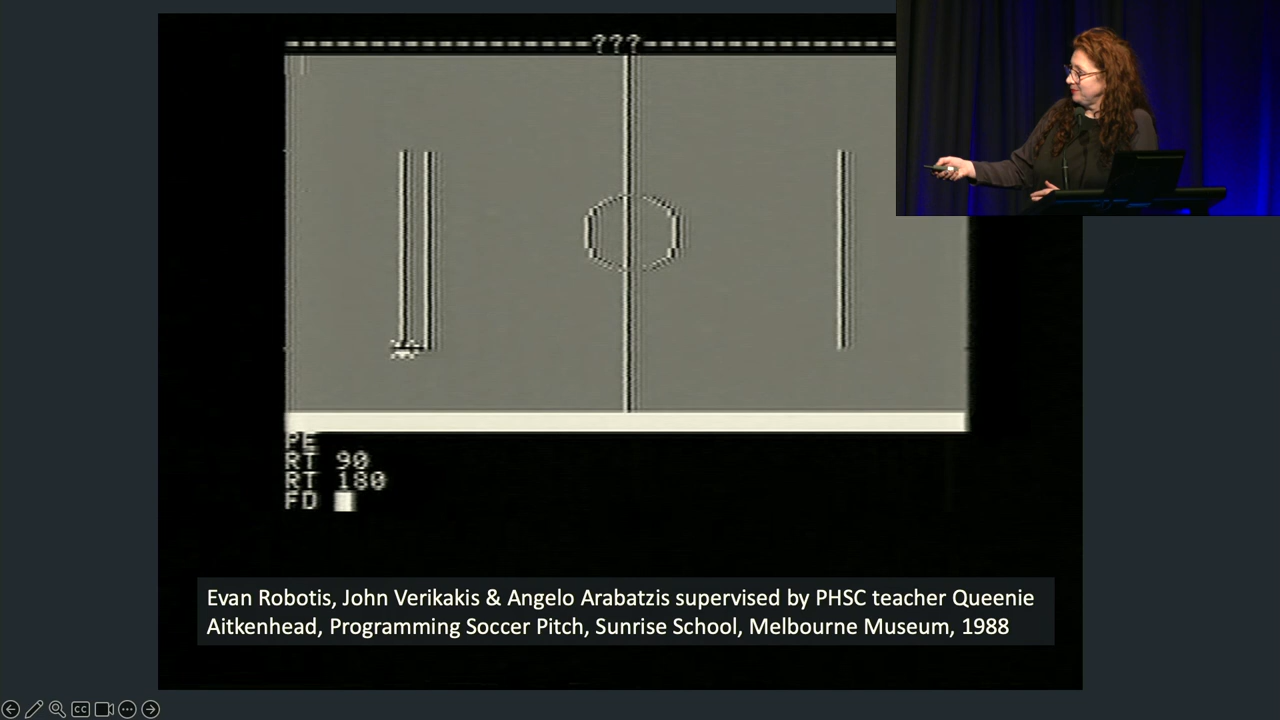 ???
PE
RT 90
RT 180
FD
Evan Robotis, John Verikakis & Angelo Arabatzis supervised by PHSC teacher Queenie
Aitkenhead, Programming Soccer Pitch, Sunrise School, Melbourne Museum, 1988
CC